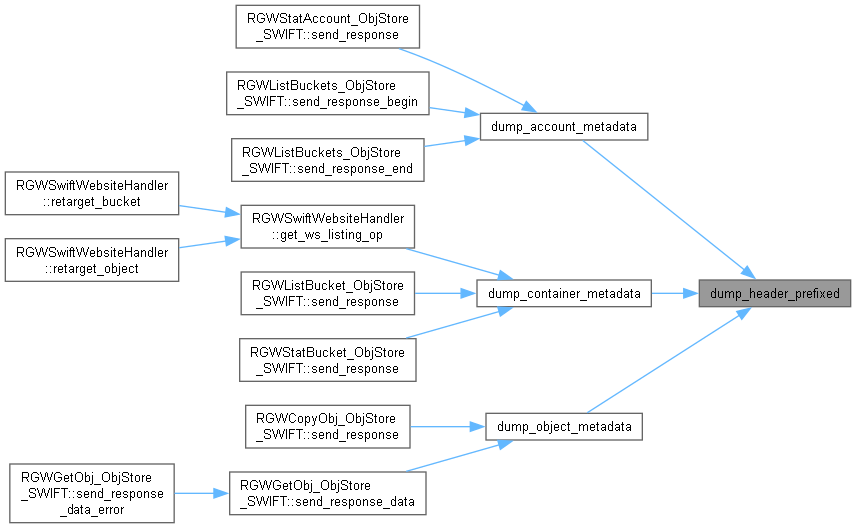 RGWStatAccount_ObjStore
_SWIFT::send_response
RGWListBuckets_ObjStore
_SWIFT::send_response_begin
dump_account_metadata
RGWListBuckets_ObjStore
_SWIFT::send_response_end
RGWSwiftWebsiteHandler
::retarget_bucket
RGWSwiftWebsiteHandler
::get_ws_listing_op
RGWSwiftWebsiteHandler
::retarget_object
RGWListBucket_ObjStore
_SWIFT::send_response
dump_container_metadata
dump_header_prefixed
RGWStatBucket_ObjStore
_SWIFT::send_response
RGWCopyObj_ObjStore
_SWIFT::send_response
dump_object_metadata
RGWGetObj_ObjStore
_SWIFT::send_response
_data_error
RGWGetObj_ObjStore
_SWIFT::send_response_data